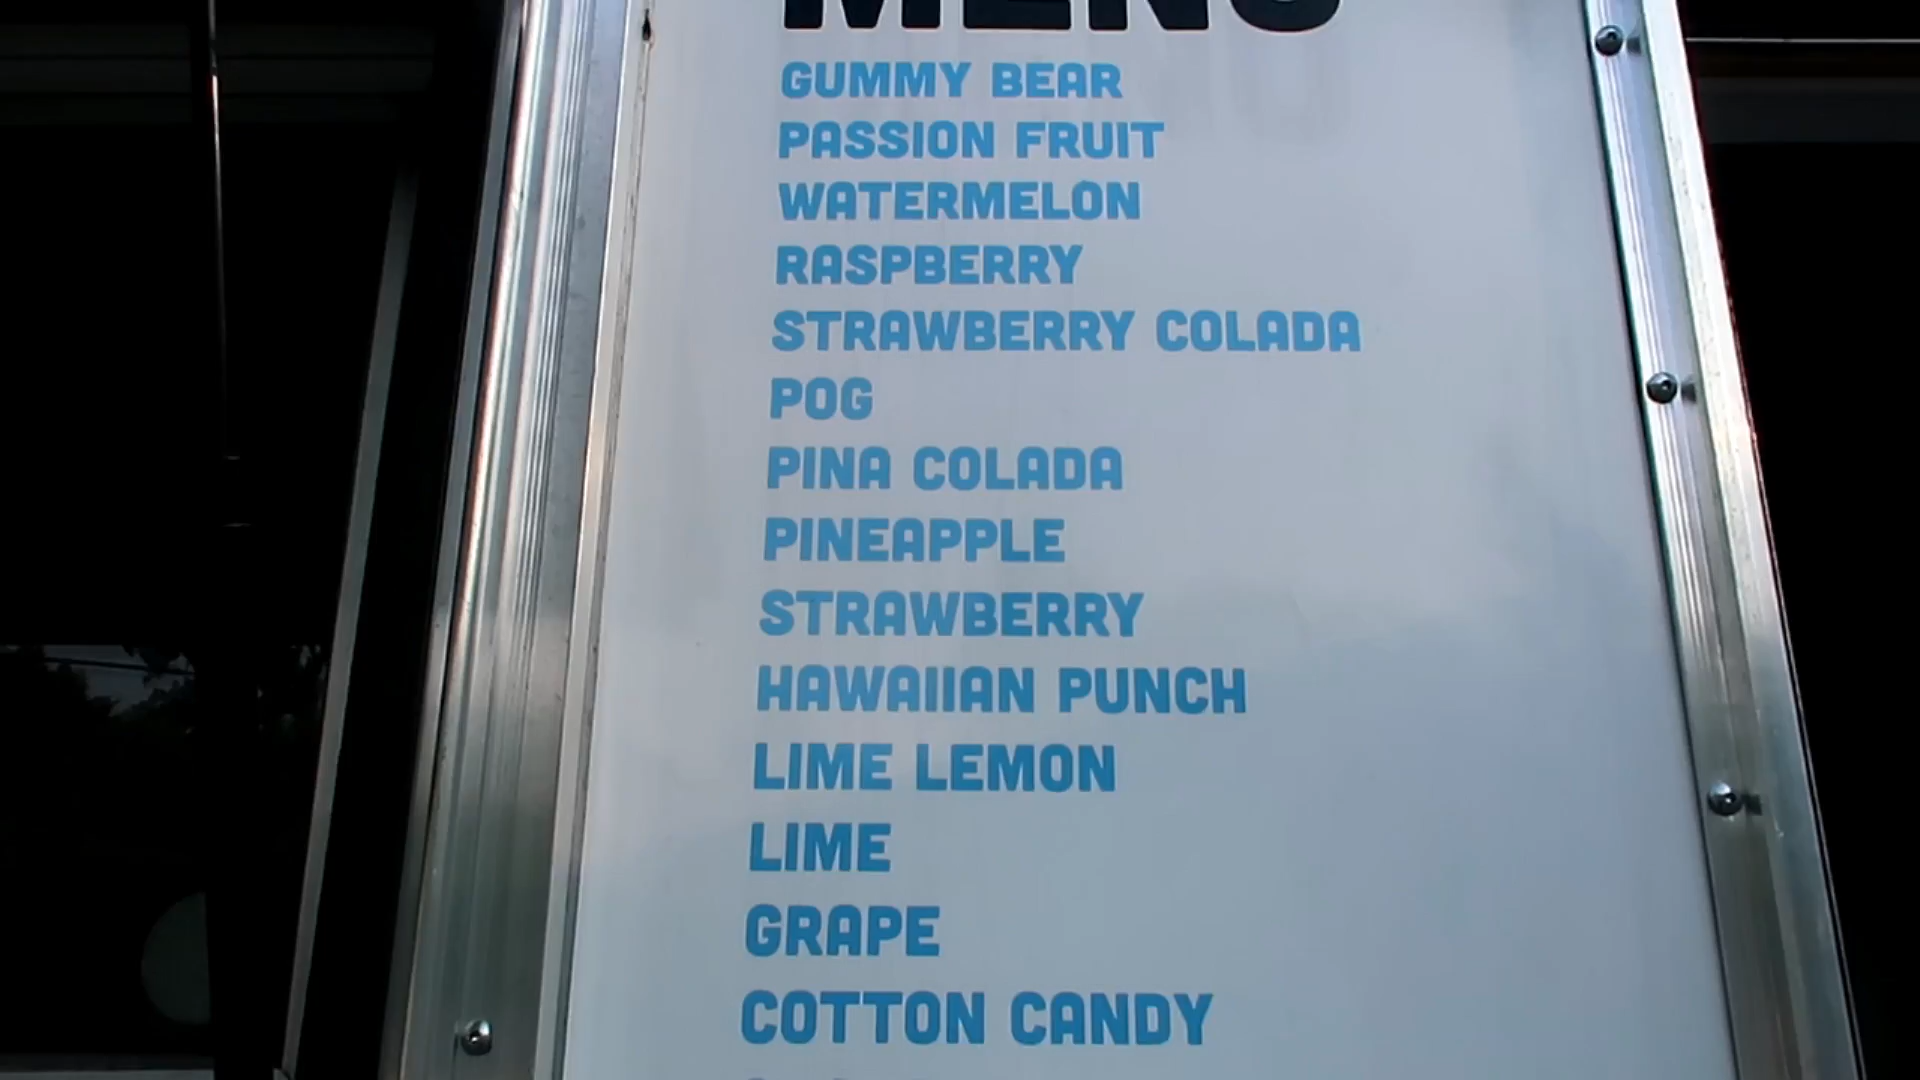 MENU
GUMMY BEAR
PASSION FRUIT
WATERMELON
RASPBERRY
STRAWBERRY COLADA
POG
PINA COLADA
PINEAPPLE
STRAWBERRY
HAWAIIAN PUNCH
LIME LEMON
LIME
GRAPE
COTTON CANDY